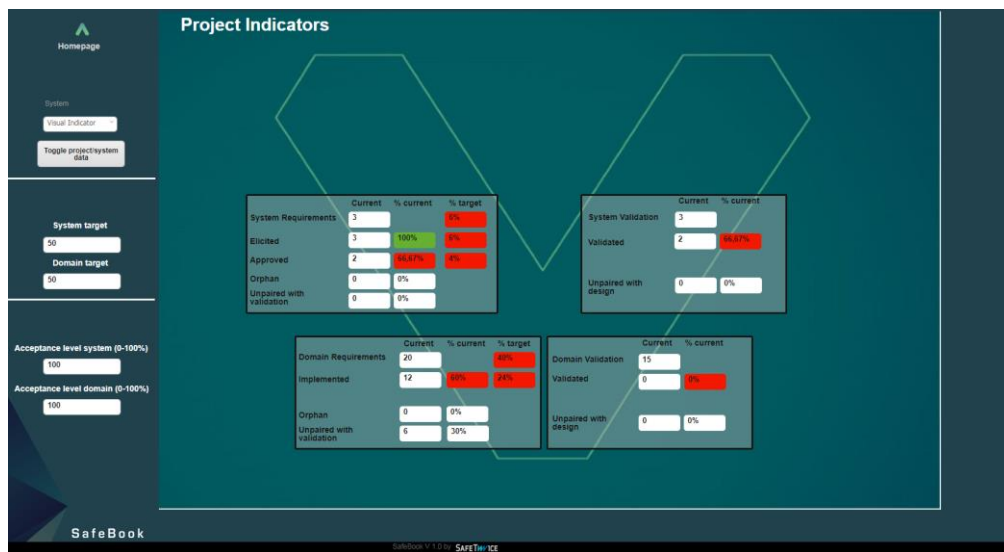 Project Indicators
Homepage
System
Visual Indicator
Toggle project/system
data
System target
50
Domain target
50
Acceptance level system (0-100%)
100
Acceptance level domain (0-100%)
100
SafeBook
Current % current % target
System Requirements 3 6%
Elicited 3 100% 6%
Approved 2 66,67% 4%
Orphan 0 0%
Unpaired with
validation 0 0%
Current % current
System Validation 3
Validated 2 66,67%
Unpaired with
design 0 0%
Current % current % target
Domain Requirements 20 40%
Implemented 12 60% 24%
Orphan 0 0%
Unpaired with
validation 6 30%
Current % current
Domain Validation 15
Validated 0 0%
Unpaired with
design 0 0%
SafeBook V 1.0 by SAFETWICE